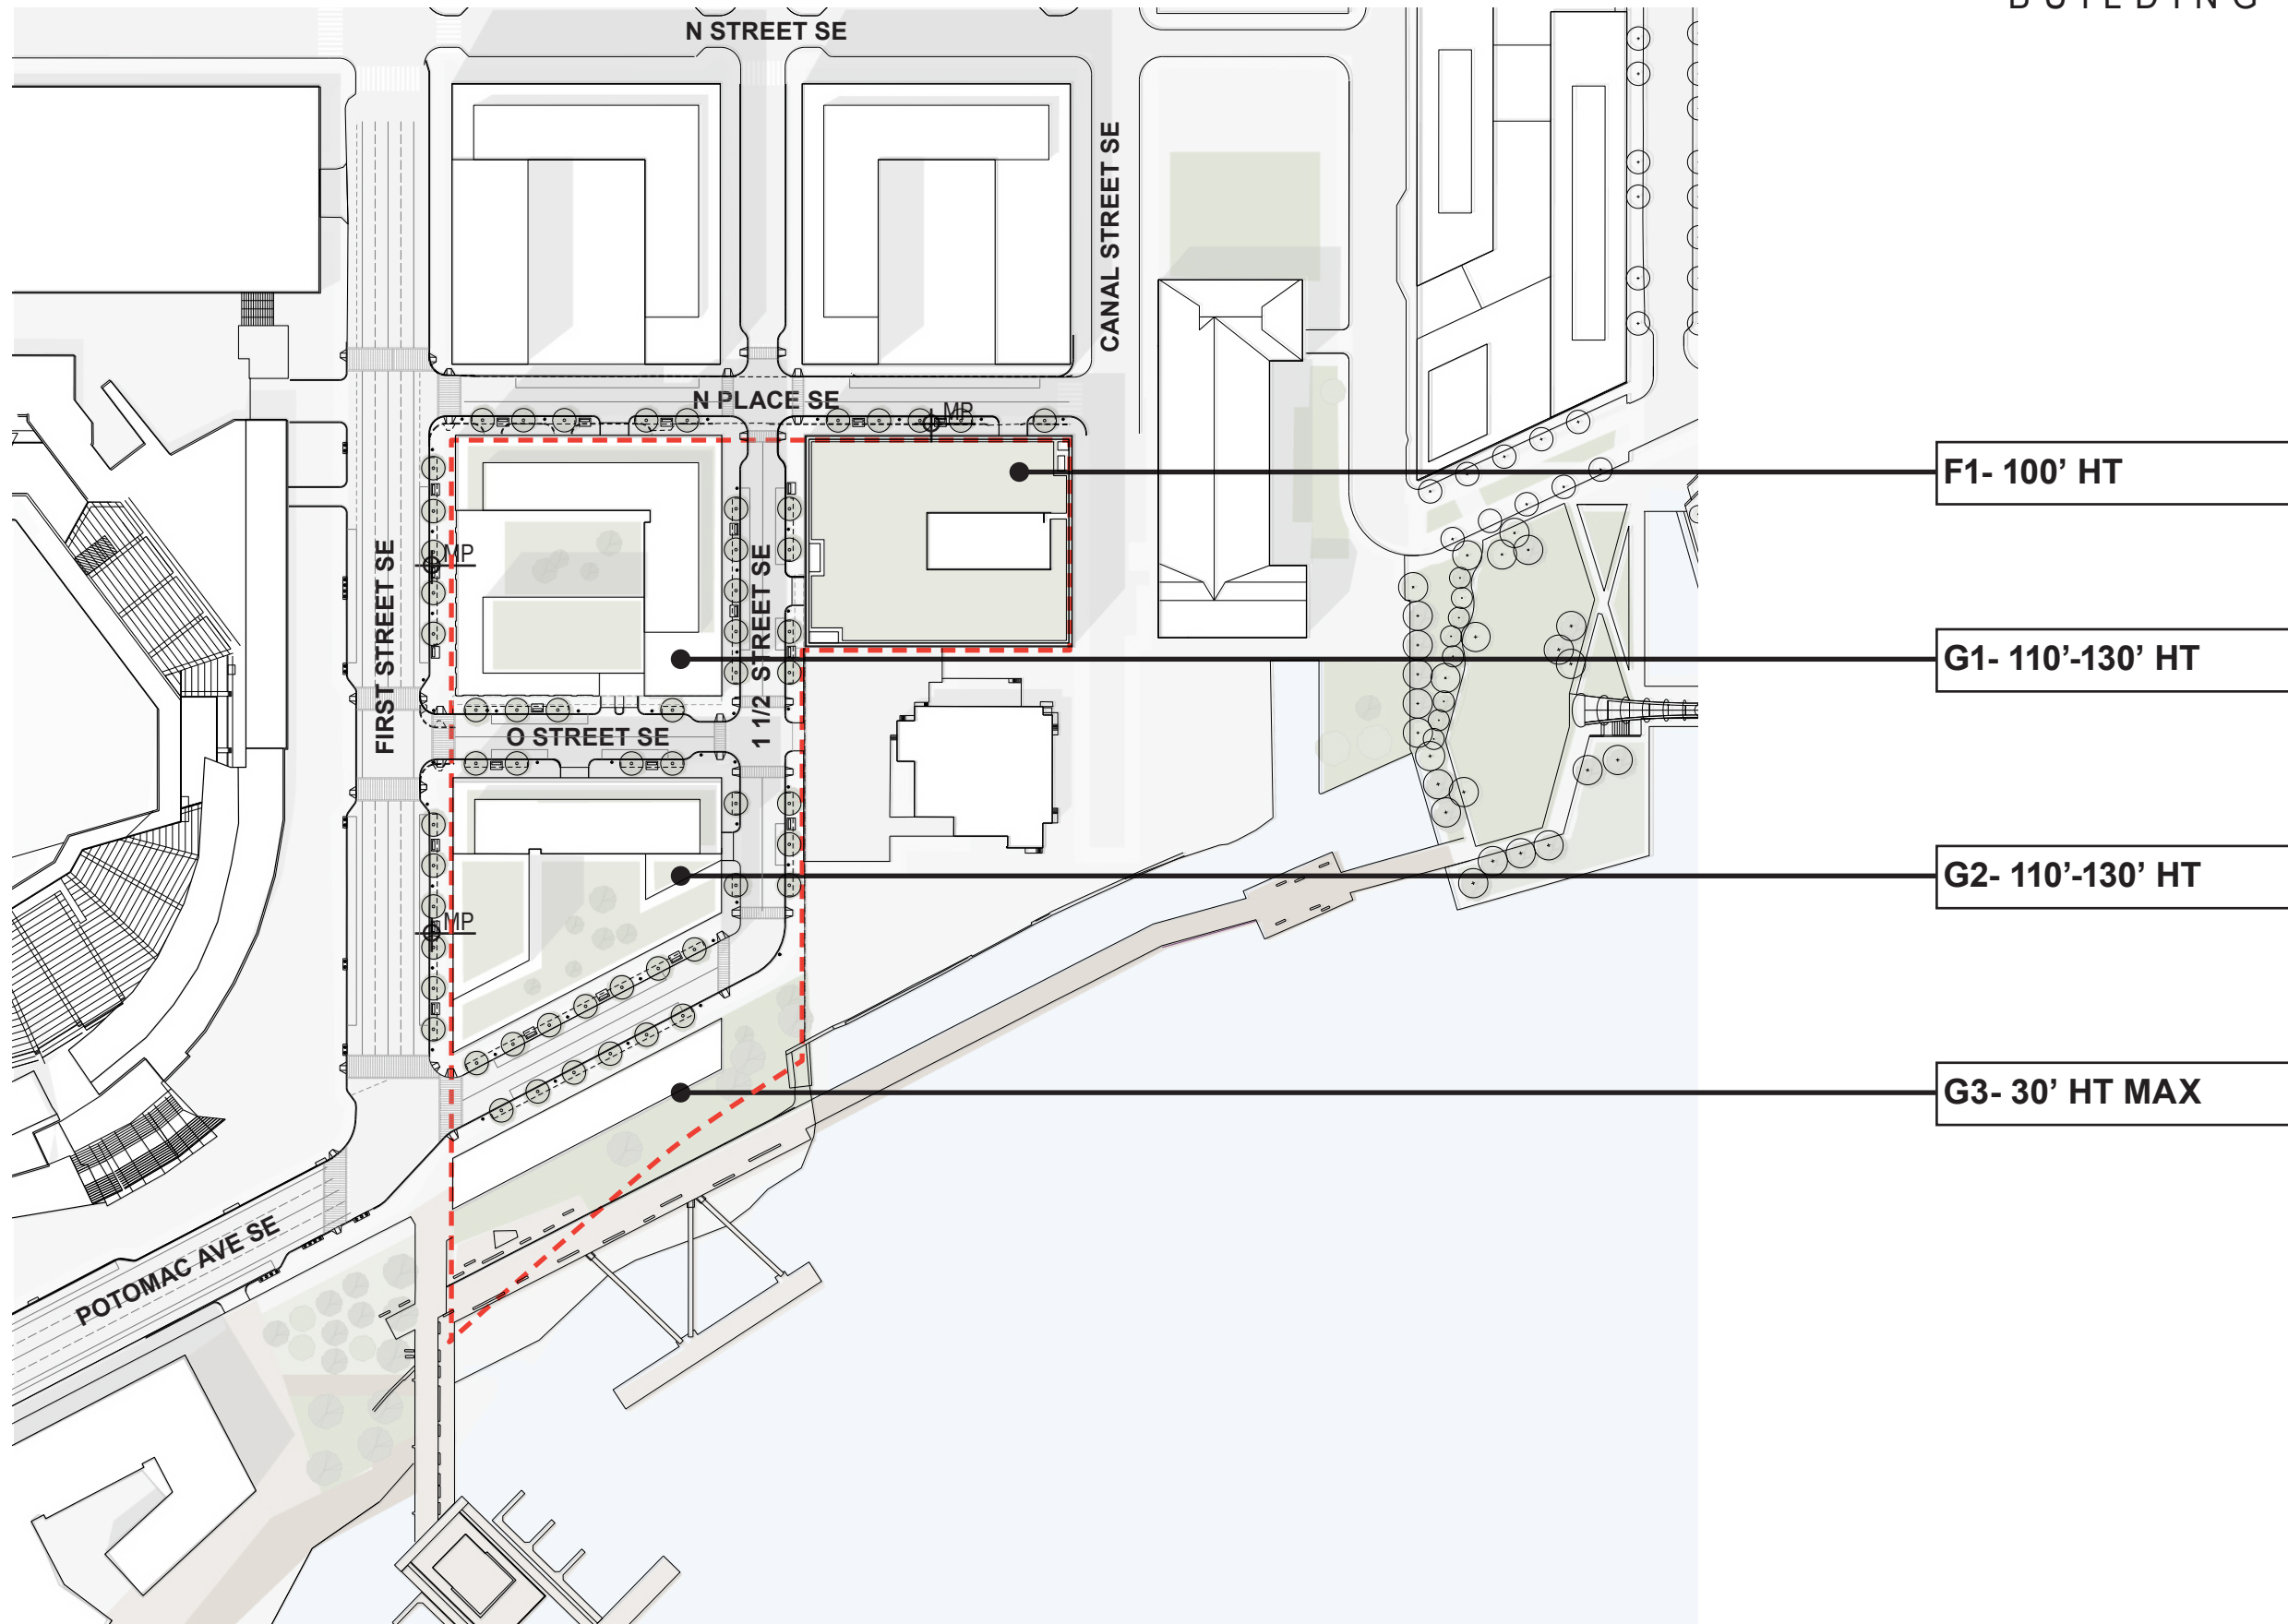 BUILDING
N STREET SE
CANAL STREET SE
N PLACE SE
MP
F1- 100’ HT
MP
FIRST STREET SE
1 1/2 STREET SE
G1- 110’-130’ HT
O STREET SE
G2- 110’-130’ HT
MP
G3- 30’ HT MAX
POTOMAC AVE SE